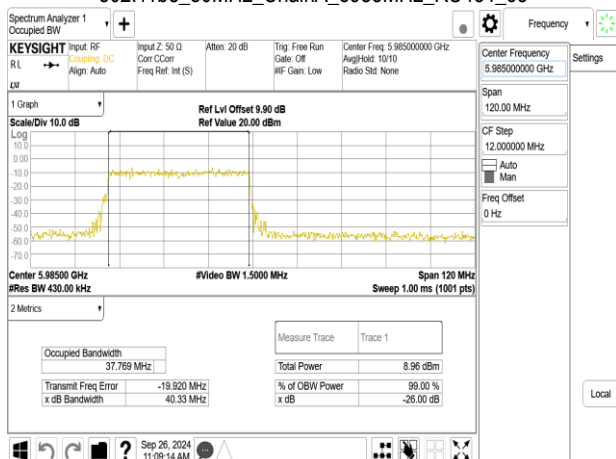 Spectrum Analyzer 1
Occupied BW
Frequency
KEYSIGHT
RL
LXI
Input: RF
Coupling: DC
Align: Auto
Input Z: 50 Ω
Corr CCorr
Freq Ref: Int (S)
Atten: 20 dB
Trig: Free Run
Gate: Off
#IF Gain: Low
Center Freq: 5.985000000 GHz
Avg|Hold: 10/10
Radio Std: None
Center Frequency
5.985000000 GHz
Settings
Span
120.00 MHz
CF Step
12.000000 MHz
Auto
Man
Freq Offset
0 Hz
Local
1 Graph
Scale/Div 10.0 dB
Ref Lvl Offset 9.90 dB
Ref Value 20.00 dBm
Log
10.0
0.00
-10.0
-20.0
-30.0
-40.0
-50.0
-60.0
-70.0
Center 5.98500 GHz
#Video BW 1.5000 MHz
Span 120 MHz
#Res BW 430.00 kHz
Sweep 1.00 ms (1001 pts)
2 Metrics
Measure Trace
Trace 1
Occupied Bandwidth
37.769 MHz
Total Power
8.96 dBm
Transmit Freq Error
-19.920 MHz
% of OBW Power
99.00 %
x dB Bandwidth
40.33 MHz
x dB
-26.00 dB
Sep 26, 2024
11:09:14 AM